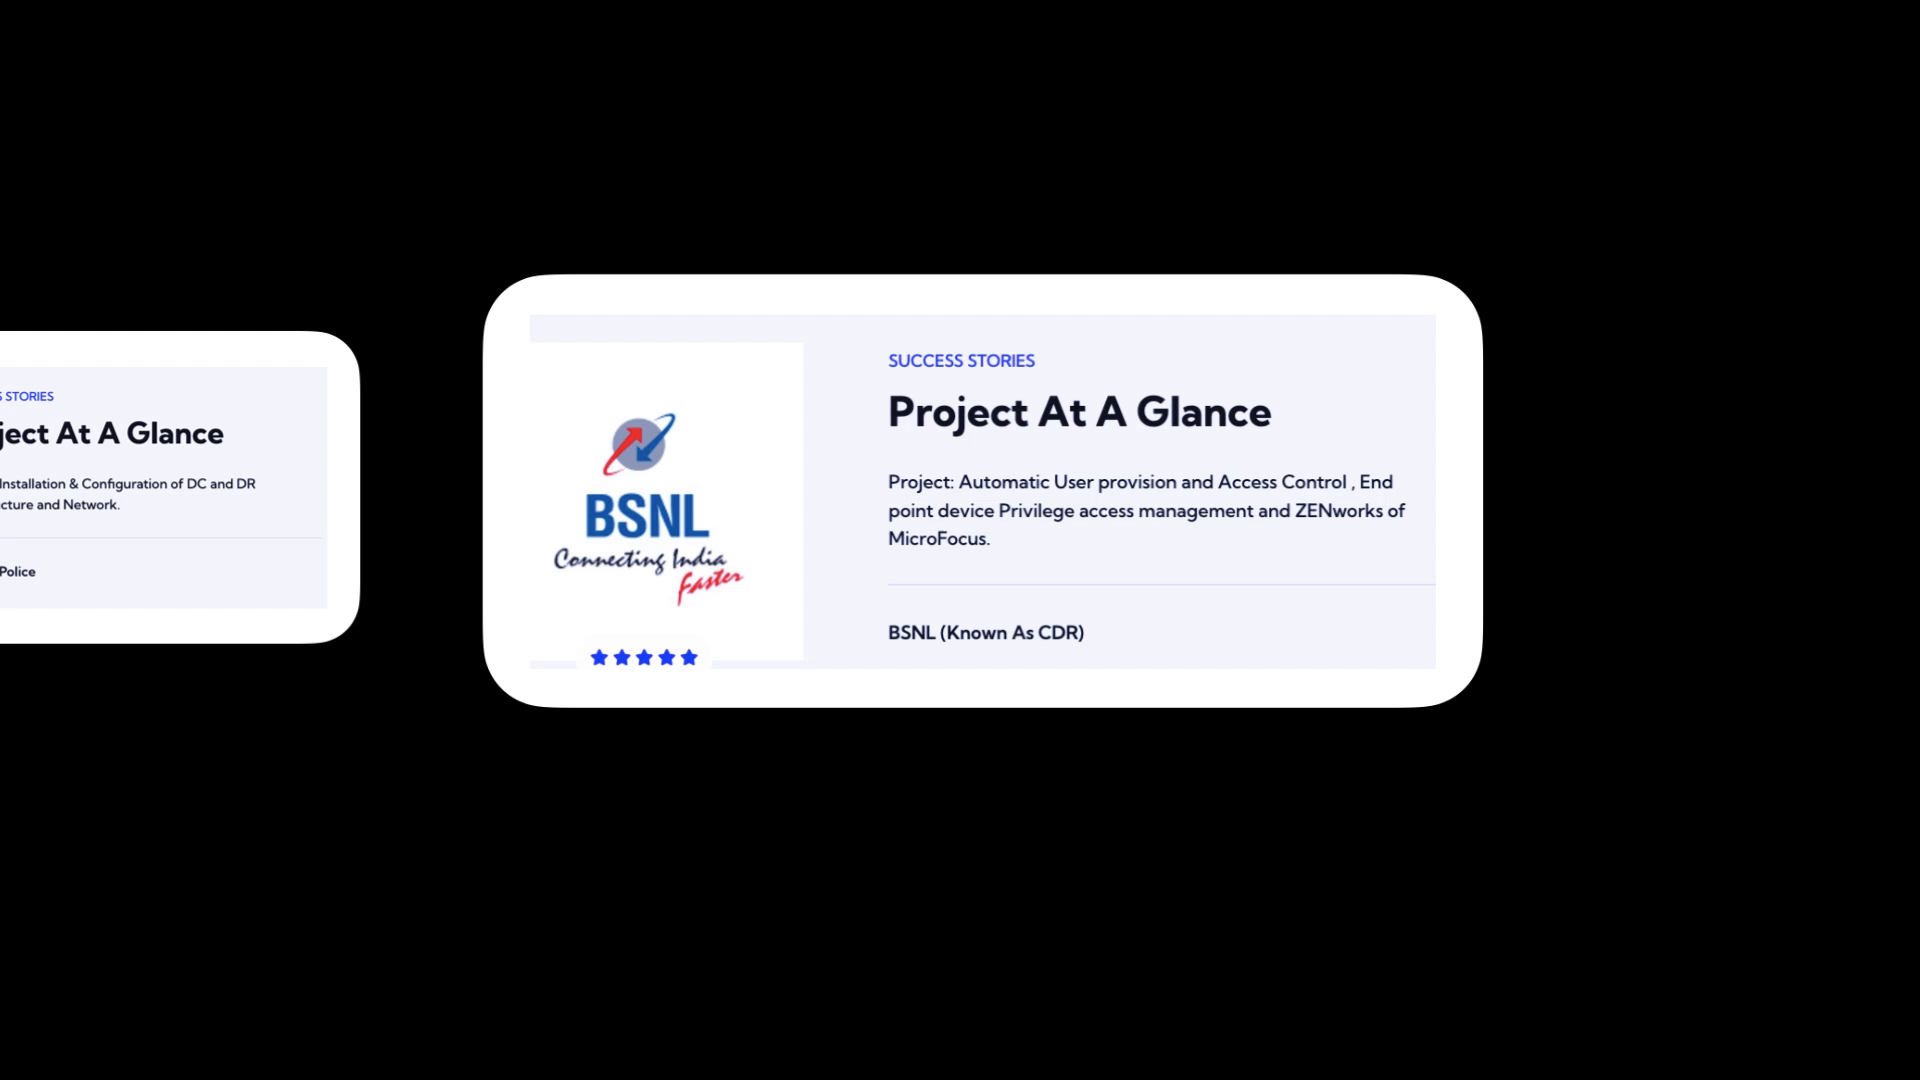 STORIES
ject At A Glance
Installation & Configuration of DC and DR
cture and Network.
Police
SUCCESS STORIES
Project At A Glance
Project: Automatic User provision and Access Control , End
point device Privilege access management and ZENworks of
MicroFocus.
BSNL (Known As CDR)
BSNL
Connecting India
Faster